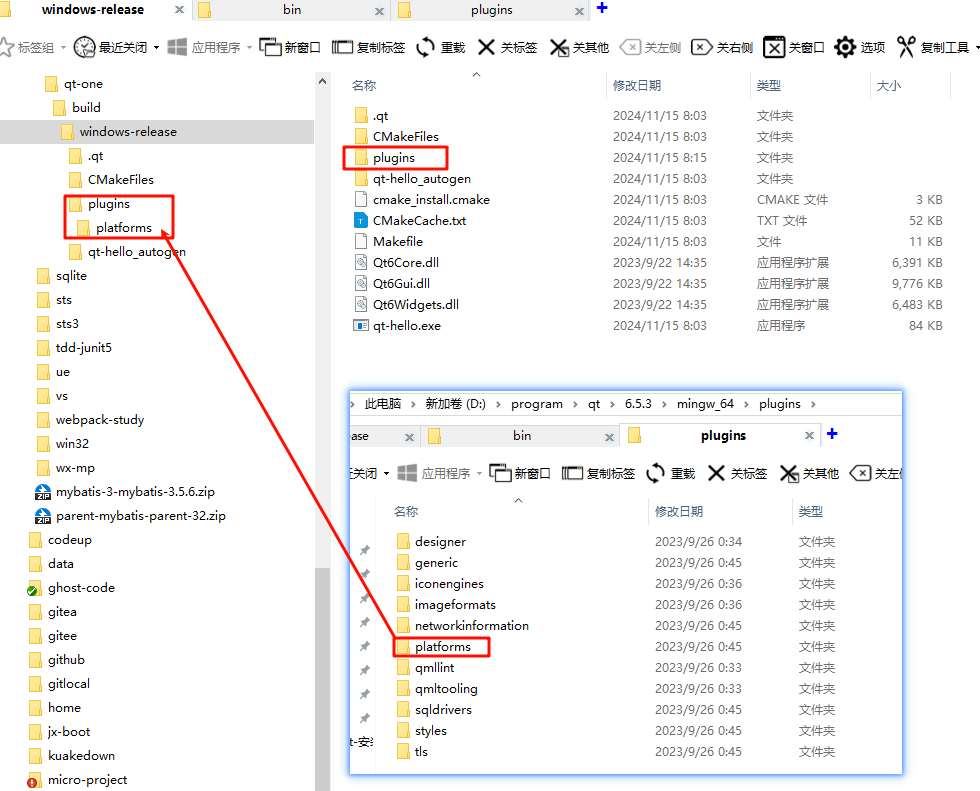 windows-release bin plugins
标签组 最近关闭 应用程序 新窗口 复制标签 重载 关标签 关其他 关左侧 关右侧 关窗口 选项 复制工具
qt-one
build
windows-release
.qt
CMakeFiles
plugins
platforms
qt-hello_autogen
sqlite
sts
sts3
tdd-junit5
ue
vs
webpack-study
win32
wx-mp
mybatis-3-mybatis-3.5.6.zip
parent-mybatis-parent-32.zip
codeup
data
ghost-code
gitea
gitee
github
gitlocal
home
jx-boot
kuakedown
micro-project
名称 修改日期 类型 大小
.qt 2024/11/15 8:03 文件夹
CMakeFiles 2024/11/15 8:03 文件夹
plugins 2024/11/15 8:15 文件夹
qt-hello_autogen 2024/11/15 8:03 文件夹
cmake_install.cmake 2024/11/15 8:03 CMAKE 文件 3 KB
CMakeCache.txt 2024/11/15 8:03 TXT 文件 52 KB
Makefile 2024/11/15 8:03 文件 11 KB
Qt6Core.dll 2023/9/22 14:35 应用程序扩展 6,391 KB
Qt6Gui.dll 2023/9/22 14:35 应用程序扩展 9,776 KB
Qt6Widgets.dll 2023/9/22 14:35 应用程序扩展 6,483 KB
qt-hello.exe 2024/11/15 8:03 应用程序 84 KB
此电脑 › 新加卷 (D:) › program › qt › 6.5.3 › mingw_64 › plugins ›
ease bin plugins
近关闭 应用程序 新窗口 复制标签 重载 关标签 关其他 关左侧
名称 修改日期 类型
designer 2023/9/26 0:34 文件夹
generic 2023/9/26 0:45 文件夹
iconengines 2023/9/26 0:36 文件夹
imageformats 2023/9/26 0:36 文件夹
networkinformation 2023/9/26 0:45 文件夹
platforms 2023/9/26 0:45 文件夹
qmllint 2023/9/26 0:33 文件夹
qmltooling 2023/9/26 0:33 文件夹
sqldrivers 2023/9/26 0:45 文件夹
styles 2023/9/26 0:45 文件夹
tls 2023/9/26 0:45 文件夹
t-安装